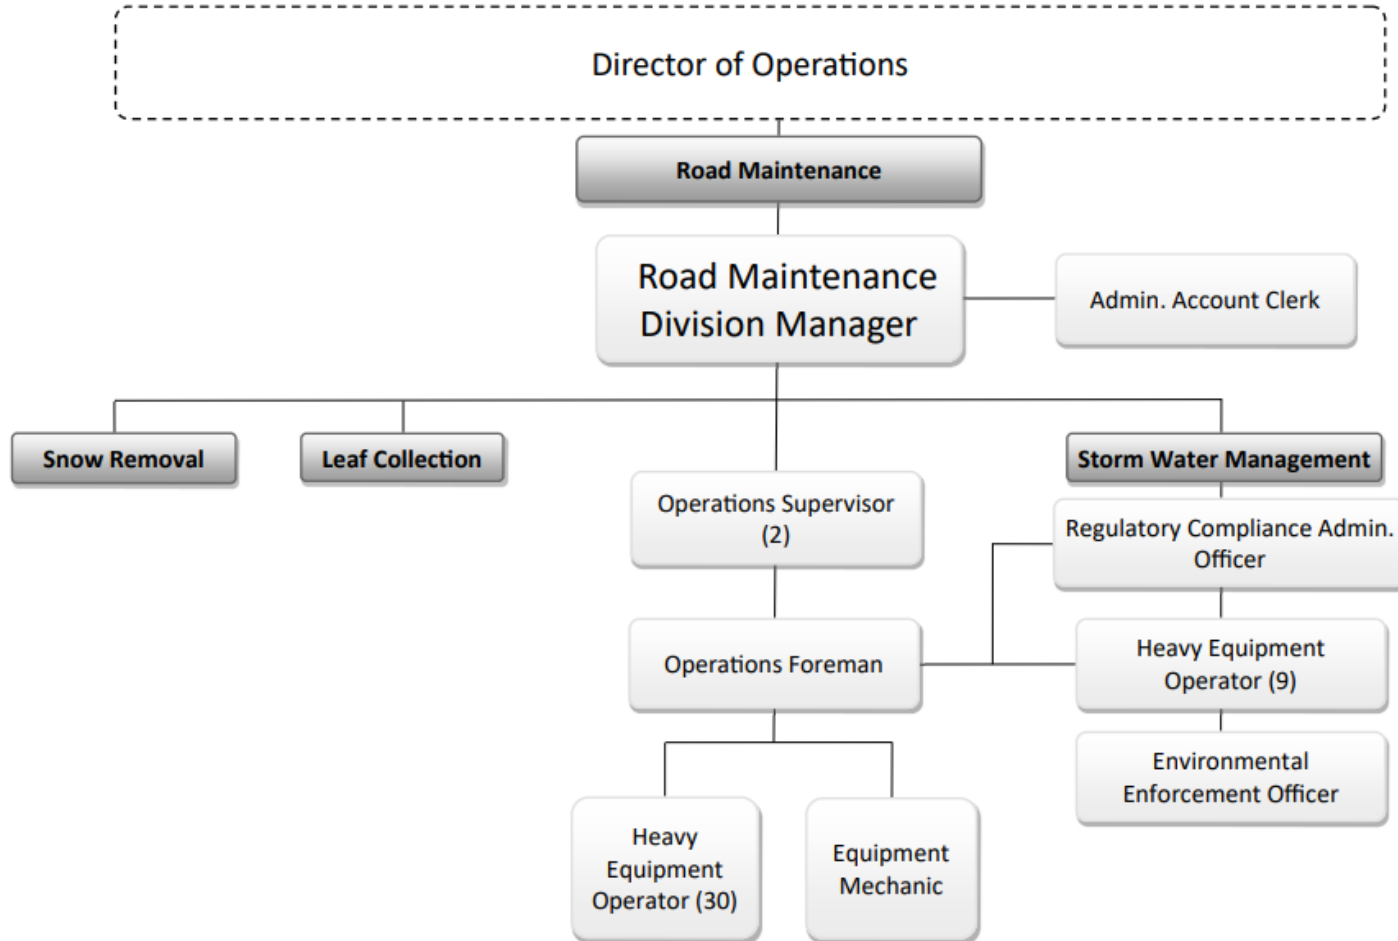 Director of Operations
Road Maintenance
Road Maintenance
Division Manager
Admin. Account Clerk
Snow Removal
Leaf Collection
Storm Water Management
Operations Supervisor
(2)
Regulatory Compliance Admin.
Officer
Operations Foreman
Heavy Equipment
Operator (9)
Environmental
Enforcement Officer
Heavy
Equipment
Operator (30)
Equipment
Mechanic